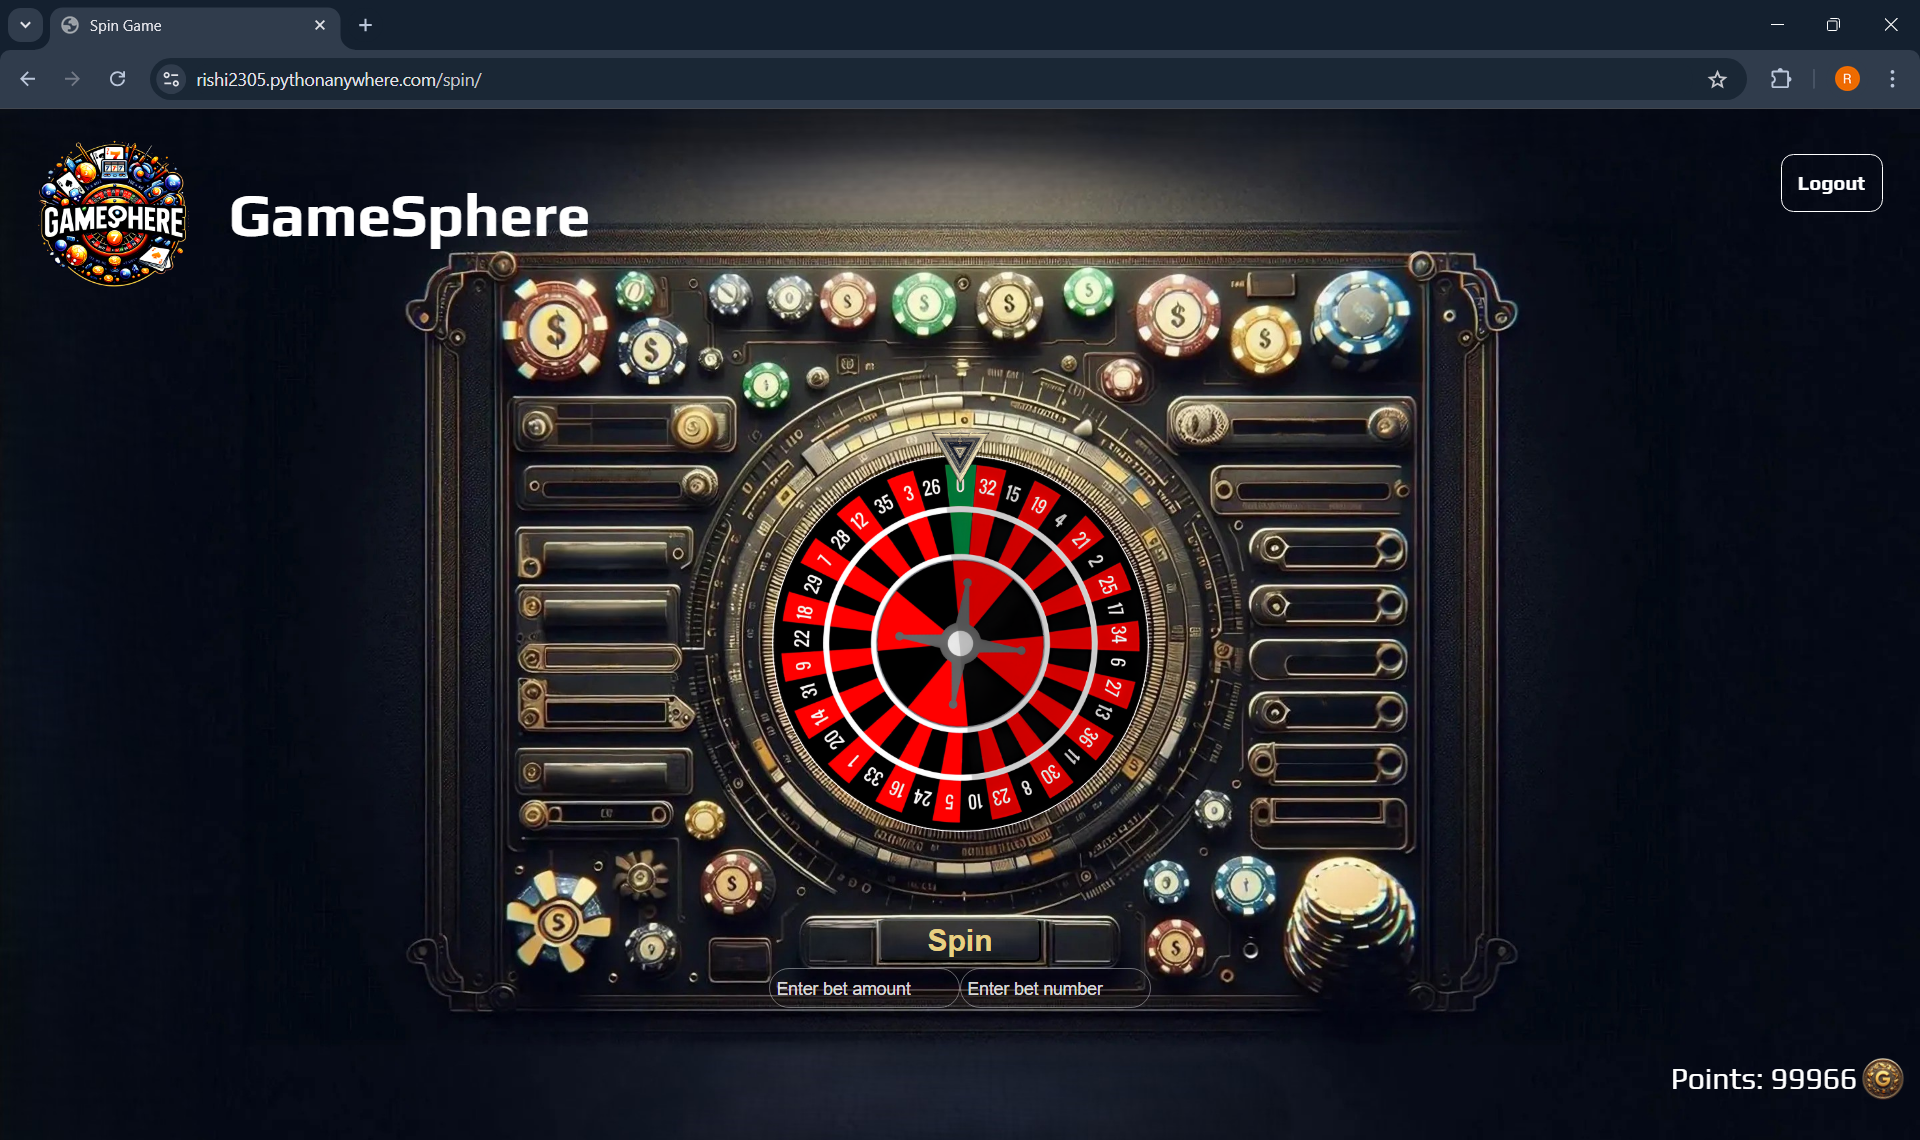 Spin Game
rishi2305.pythonanywhere.com/spin/
R
GAMESPHERE
GameSphere
Logout
0 32 15 19 4 21 2 25 17 34 6 27 13 36 11 30 8 23 10 5 24 16 33 1 20 14 31 9 22 18 29 7 28 12 35 3 26
Spin
Enter bet amount
Enter bet number
Points: 99966
G